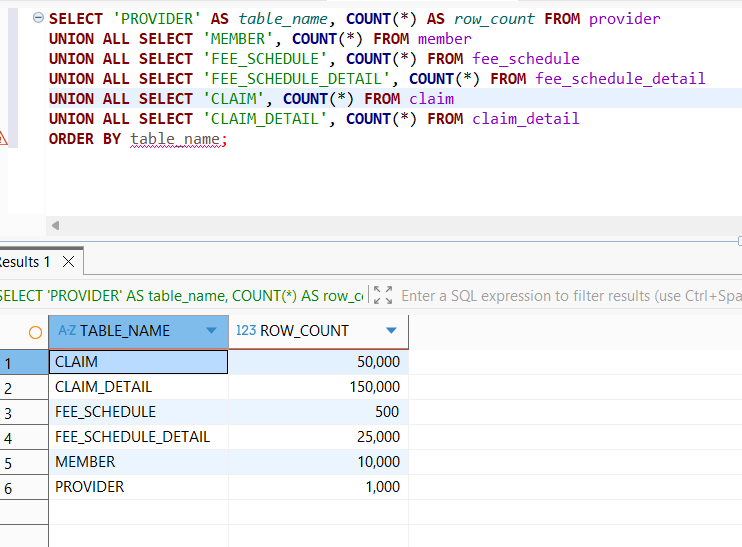 SELECT 'PROVIDER' AS table_name, COUNT(*) AS row_count FROM provider
UNION ALL SELECT 'MEMBER', COUNT(*) FROM member
UNION ALL SELECT 'FEE_SCHEDULE', COUNT(*) FROM fee_schedule
UNION ALL SELECT 'FEE_SCHEDULE_DETAIL', COUNT(*) FROM fee_schedule_detail
UNION ALL SELECT 'CLAIM', COUNT(*) FROM claim
UNION ALL SELECT 'CLAIM_DETAIL', COUNT(*) FROM claim_detail
ORDER BY table_name;
esults 1
SELECT 'PROVIDER' AS table_name, COUNT(*) AS row_c Enter a SQL expression to filter results (use Ctrl+Spa
A-Z TABLE_NAME 123 ROW_COUNT
1 CLAIM 50,000
2 CLAIM_DETAIL 150,000
3 FEE_SCHEDULE 500
4 FEE_SCHEDULE_DETAIL 25,000
5 MEMBER 10,000
6 PROVIDER 1,000